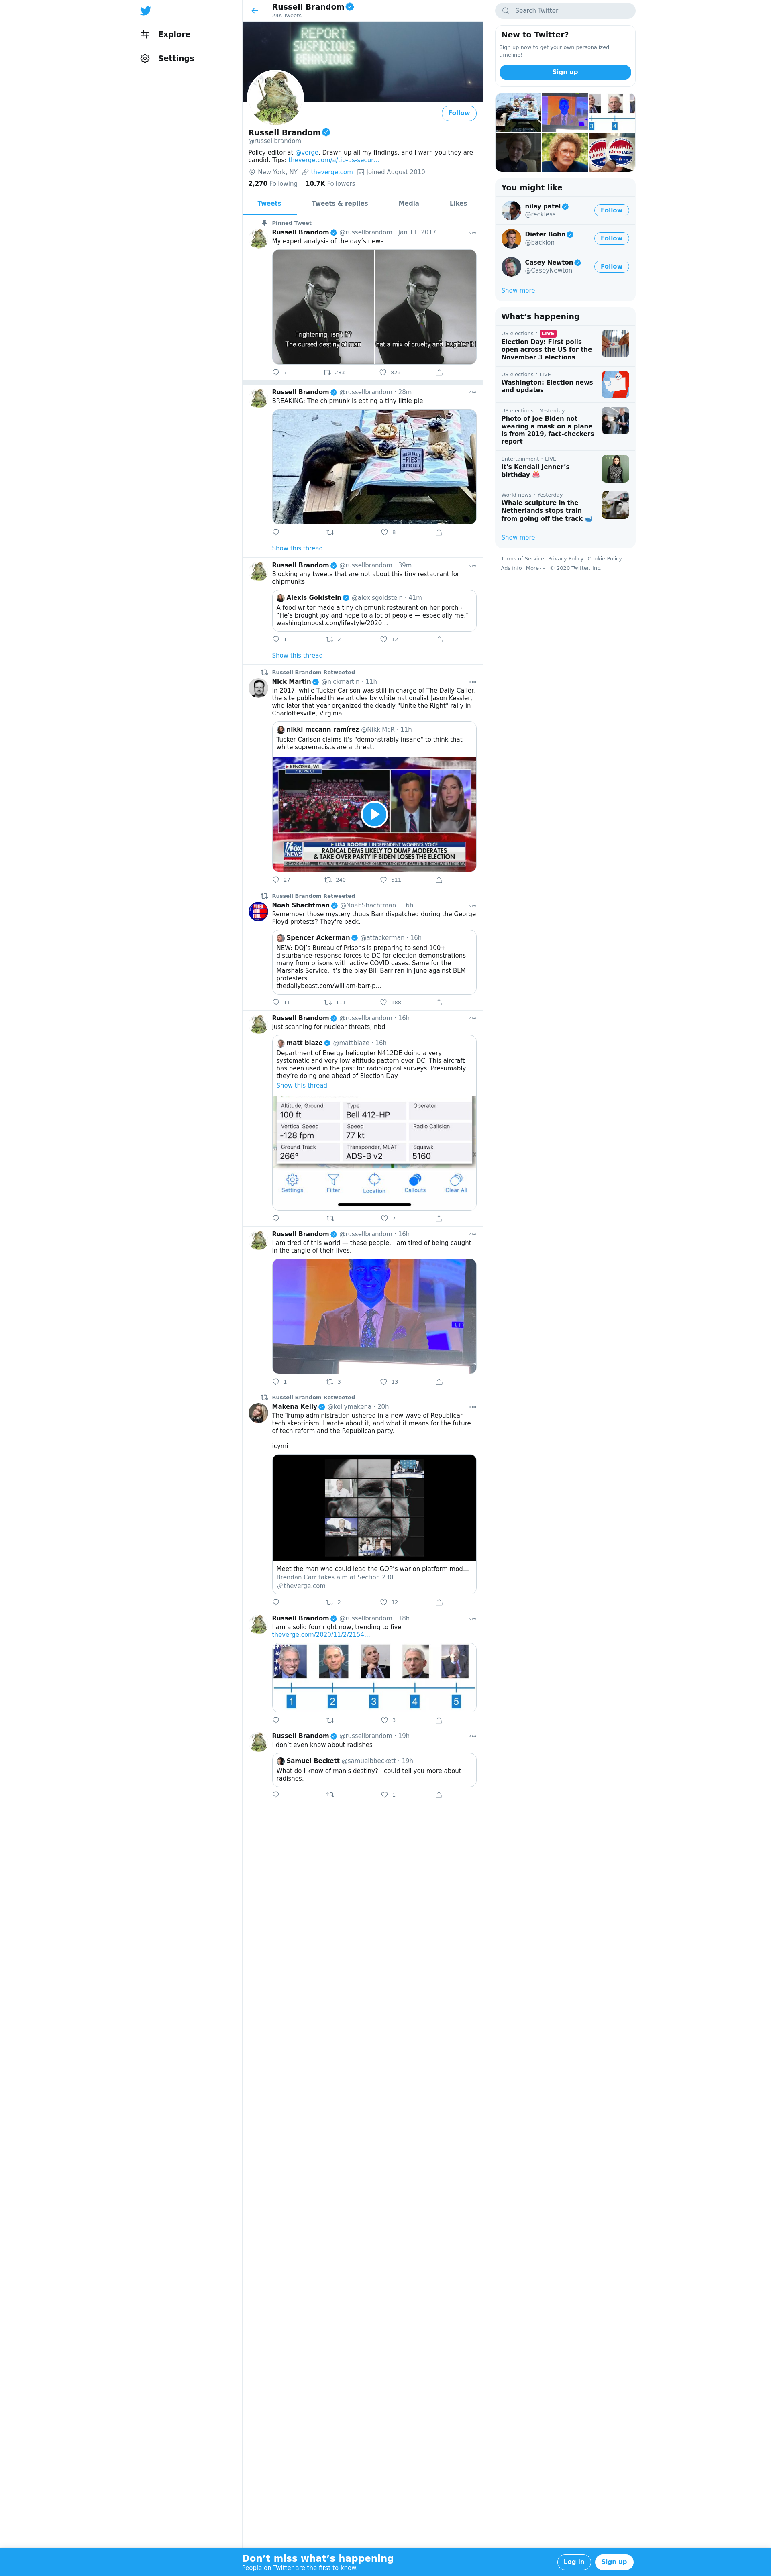 Explore
Settings
Russell Brandom
24K Tweets
REPORT
SUSPICIOUS
BEHAVIOUR
Follow
Russell Brandom
@russellbrandom
Policy editor at @verge. Drawn up all my findings, and I warn you they are
candid. Tips: theverge.com/a/tip-us-secur…
New York, NY theverge.com Joined August 2010
2,270 Following 10.7K Followers
Tweets Tweets & replies Media Likes
Pinned Tweet
Russell Brandom @russellbrandom · Jan 11, 2017
My expert analysis of the day's news
Frightening, isn't it?
The cursed destiny of man
that a mix of cruelty and laughter
7 283 823
Russell Brandom @russellbrandom · 28m
BREAKING: The chipmunk is eating a tiny little pie
PIES
8
Show this thread
Russell Brandom @russellbrandom · 39m
Blocking any tweets that are not about this tiny restaurant for
chipmunks
Alexis Goldstein @alexisgoldstein · 41m
A food writer made a tiny chipmunk restaurant on her porch -
"He's brought joy and hope to a lot of people — especially me."
washingtonpost.com/lifestyle/2020…
1 2 12
Show this thread
Russell Brandom Retweeted
Nick Martin @nickmartin · 11h
In 2017, while Tucker Carlson was still in charge of The Daily Caller,
the site published three articles by white nationalist Jason Kessler,
who later that year organized the deadly "Unite the Right" rally in
Charlottesville, Virginia
nikki mccann ramírez @NikkiMcR · 11h
Tucker Carlson claims it's "demonstrably insane" to think that
white supremacists are a threat.
KENOSHA, WI
LISA BOOTHE INDEPENDENT WOMEN'S VOICE
FOX NEWS
RADICAL DEMS LIKELY TO DUMP MODERATES
& TAKE OVER PARTY IF BIDEN LOSES THE ELECTION
27 240 511
Russell Brandom Retweeted
Noah Shachtman @NoahShachtman · 16h
Remember those mystery thugs Barr dispatched during the George
Floyd protests? They're back.
Spencer Ackerman @attackerman · 16h
NEW: DOJ's Bureau of Prisons is preparing to send 100+
disturbance-response forces to DC for election demonstrations—
many from prisons with active COVID cases. Same for the
Marshals Service. It's the play Bill Barr ran in June against BLM
protesters.
thedailybeast.com/william-barr-p…
11 111 188
Russell Brandom @russellbrandom · 16h
just scanning for nuclear threats, nbd
matt blaze @mattblaze · 16h
Department of Energy helicopter N412DE doing a very
systematic and very low altitude pattern over DC. This aircraft
has been used in the past for radiological surveys. Presumably
they're doing one ahead of Election Day.
Show this thread
Altitude, Ground Type Operator
100 ft Bell 412-HP
Vertical Speed Speed Radio Callsign
-128 fpm 77 kt
Ground Track Transponder, MLAT Squawk
266° ADS-B v2 5160
Settings Filter Location Callouts Clear All
7
Russell Brandom @russellbrandom · 16h
I am tired of this world — these people. I am tired of being caught
in the tangle of their lives.
1 3 13
Russell Brandom Retweeted
Makena Kelly @kellymakena · 20h
The Trump administration ushered in a new wave of Republican
tech skepticism. I wrote about it, and what it means for the future
of tech reform and the Republican party.
icymi
Meet the man who could lead the GOP's war on platform mod…
Brendan Carr takes aim at Section 230.
theverge.com
2 12
Russell Brandom @russellbrandom · 18h
I am a solid four right now, trending to five
theverge.com/2020/11/2/2154…
1 2 3 4 5
3
Russell Brandom @russellbrandom · 19h
I don't even know about radishes
Samuel Beckett @samuelbbeckett · 19h
What do I know of man's destiny? I could tell you more about
radishes.
1
Search Twitter
New to Twitter?
Sign up now to get your own personalized
timeline!
Sign up
3 4
You might like
nilay patel
@reckless
Follow
Dieter Bohn
@backlon
Follow
Casey Newton
@CaseyNewton
Follow
Show more
What's happening
US elections · LIVE
Election Day: First polls
open across the US for the
November 3 elections
US elections · LIVE
Washington: Election news
and updates
US elections · Yesterday
Photo of Joe Biden not
wearing a mask on a plane
is from 2019, fact-checkers
report
Entertainment · LIVE
It's Kendall Jenner's
birthday 🎂
World news · Yesterday
Whale sculpture in the
Netherlands stops train
from going off the track 🐳
Show more
Terms of Service Privacy Policy Cookie Policy
Ads info More © 2020 Twitter, Inc.
Don't miss what's happening
People on Twitter are the first to know.
Log in Sign up